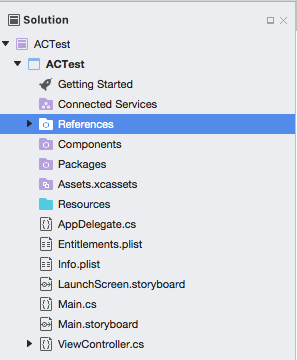 Solution
ACTest
ACTest
Getting Started
Connected Services
References
Components
Packages
Assets.xcassets
Resources
AppDelegate.cs
Entitlements.plist
Info.plist
LaunchScreen.storyboard
Main.cs
Main.storyboard
ViewController.cs